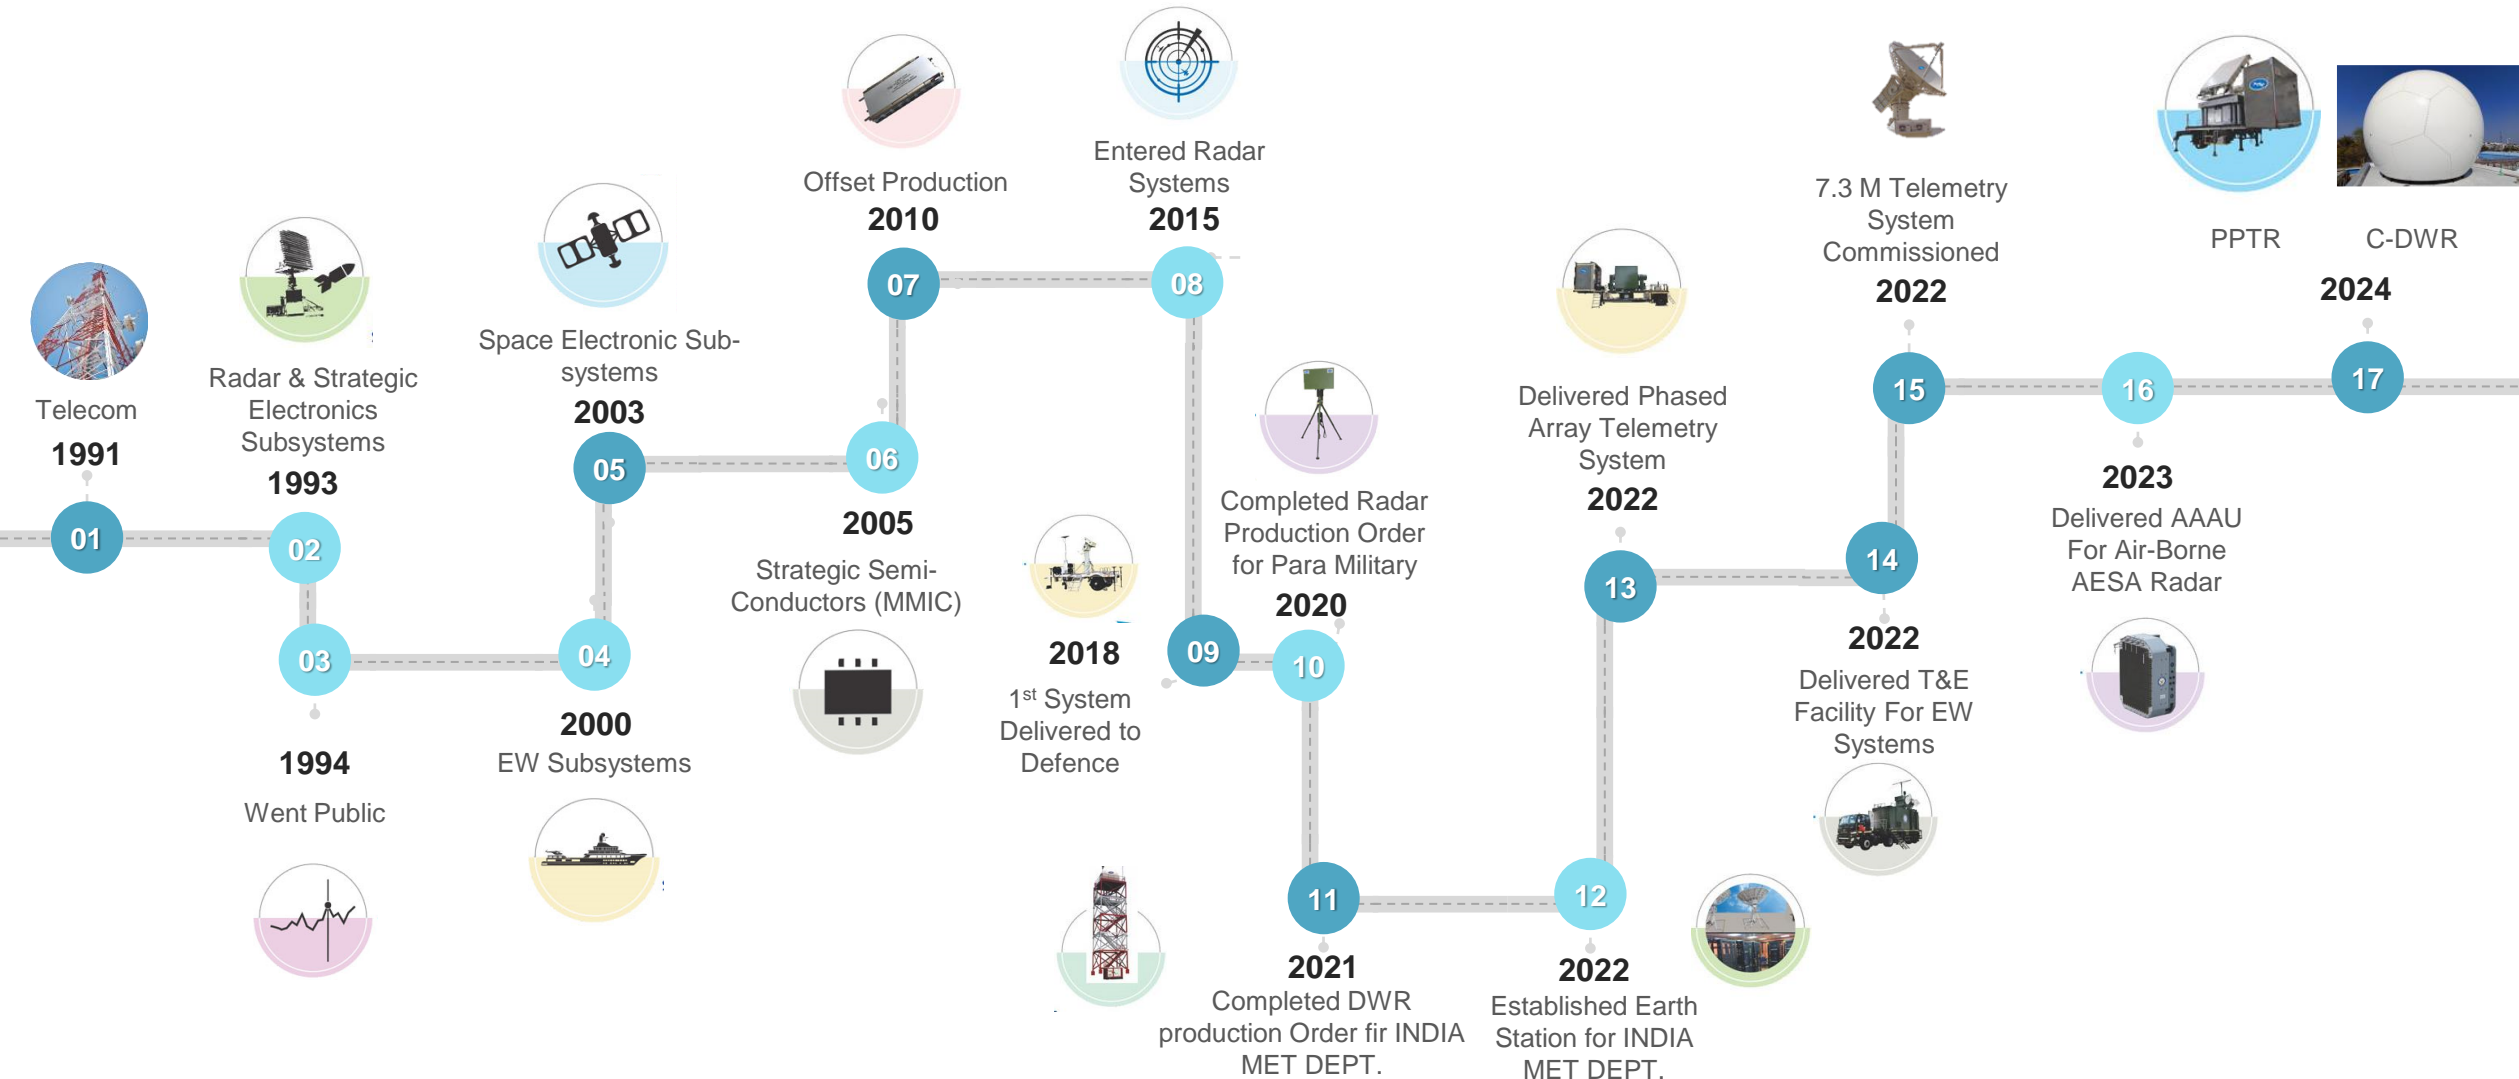 Telecom
1991
01
Radar & Strategic
Electronics
Subsystems
1993
02
03
1994
Went Public
04
2000
EW Subsystems
Space Electronic Sub-
systems
2003
05
06
2005
Strategic Semi-
Conductors (MMIC)
Offset Production
2010
07
Entered Radar
Systems
2015
08
09
2018
1st System
Delivered to
Defence
Completed Radar
Production Order
for Para Military
2020
10
11
2021
Completed DWR
production Order fir INDIA
MET DEPT.
12
2022
Established Earth
Station for INDIA
MET DEPT.
Delivered Phased
Array Telemetry
System
2022
13
14
2022
Delivered T&E
Facility For EW
Systems
7.3 M Telemetry
System
Commissioned
2022
15
16
2023
Delivered AAAU
For Air-Borne
AESA Radar
PPTR
C-DWR
2024
17